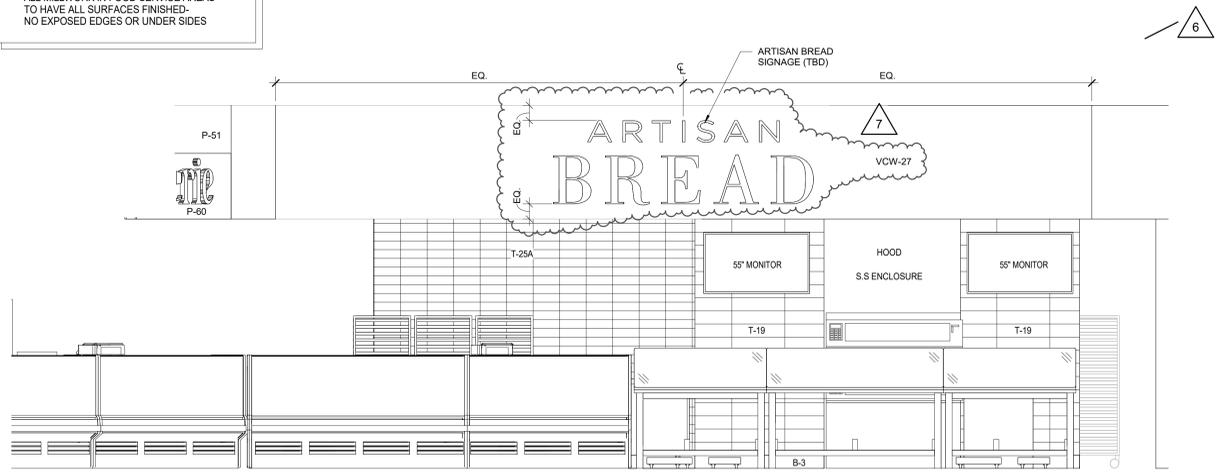 TO HAVE ALL SURFACES FINISHED-
NO EXPOSED EDGES OR UNDER SIDES
6
ARTISAN BREAD
SIGNAGE (TBD)
EQ.
EQ.
P-51
EQ.
ARTISAN
7
BREAD
VCW-27
EQ.
P-60
T-25A
55" MONITOR
HOOD
S.S ENCLOSURE
55" MONITOR
T-19
T-19
B-3